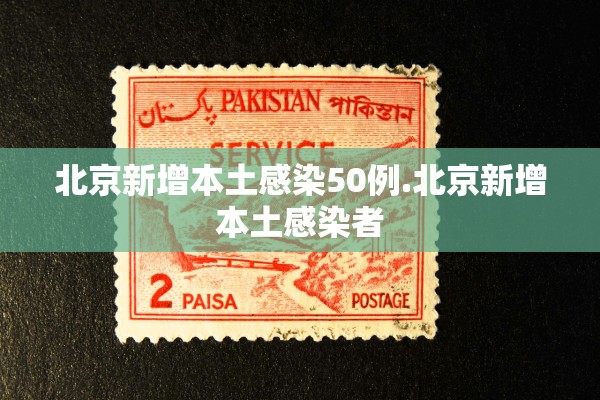 پاکستان PAKISTAN পাকিস্তান
SERVICE
北京新增本土感染50例.北京新增
本土感染者
2 PAISA POSTAGE